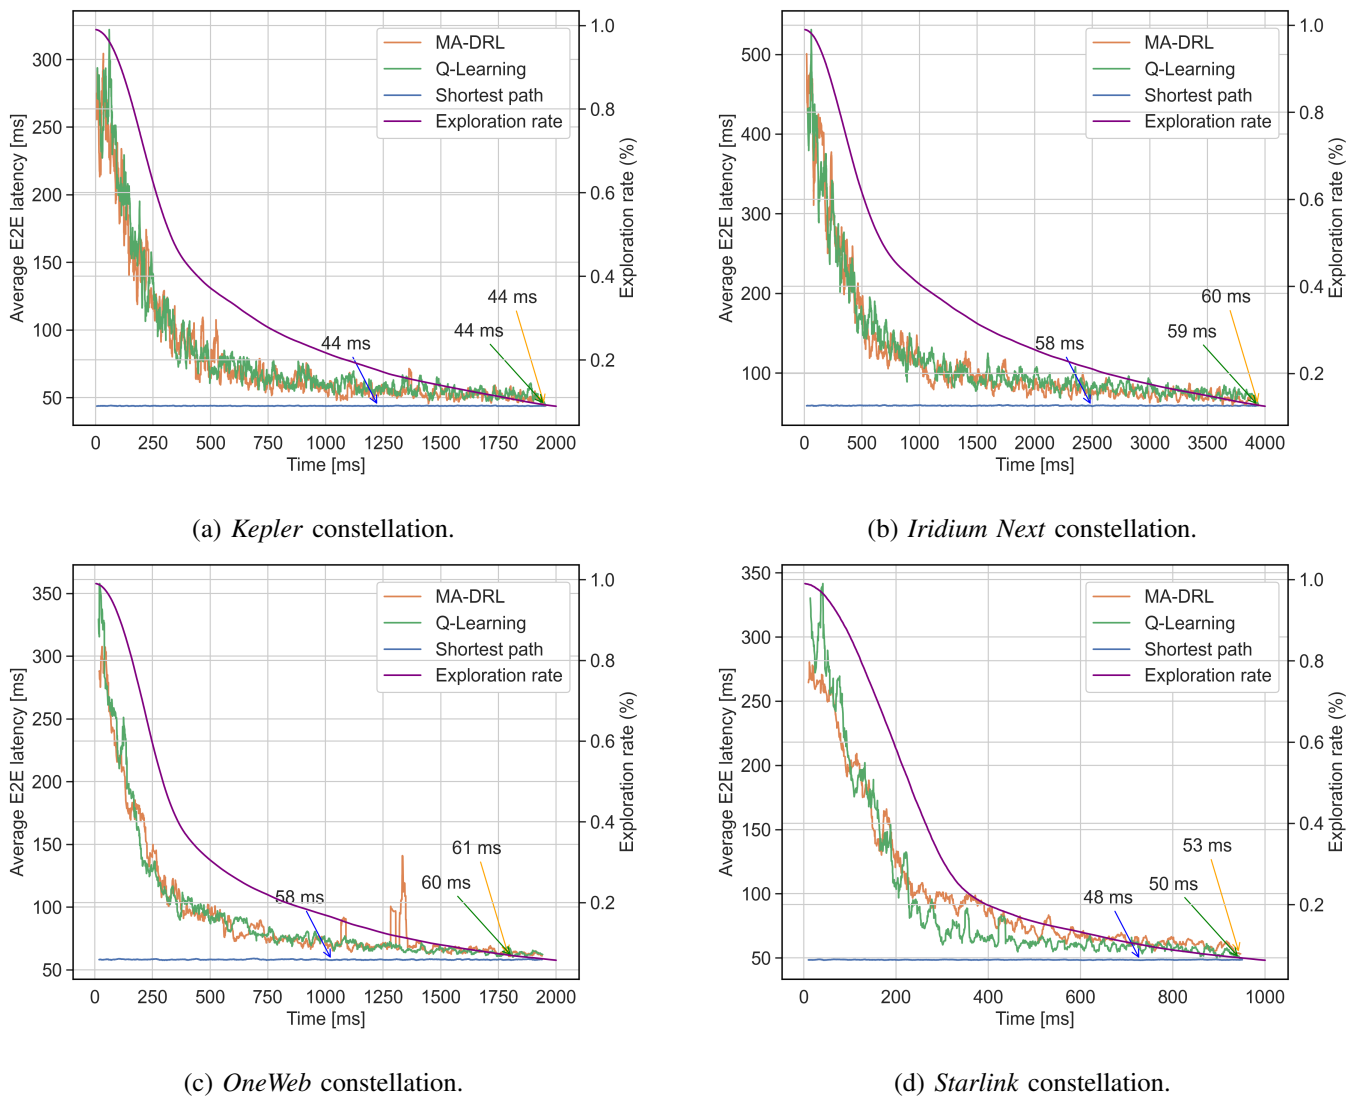 MA-DRL
Q-Learning
Shortest path
Exploration rate
Average E2E latency [ms]
300
250
200
150
100
50
1.0
0.8
0.6
0.4
0.2
Exploration rate (%)
44 ms
44 ms
44 ms
0 250 500 750 1000 1250 1500 1750 2000
Time [ms]
(a) Kepler constellation.
MA-DRL
Q-Learning
Shortest path
Exploration rate
Average E2E latency [ms]
500
400
300
200
100
1.0
0.8
0.6
0.4
0.2
Exploration rate (%)
60 ms
59 ms
58 ms
0 500 1000 1500 2000 2500 3000 3500 4000
Time [ms]
(b) Iridium Next constellation.
MA-DRL
Q-Learning
Shortest path
Exploration rate
Average E2E latency [ms]
350
300
250
200
150
100
50
1.0
0.8
0.6
0.4
0.2
Exploration rate (%)
61 ms
60 ms
58 ms
0 250 500 750 1000 1250 1500 1750 2000
Time [ms]
(c) OneWeb constellation.
MA-DRL
Q-Learning
Shortest path
Exploration rate
Average E2E latency [ms]
350
300
250
200
150
100
50
1.0
0.8
0.6
0.4
0.2
Exploration rate (%)
53 ms
50 ms
48 ms
0 200 400 600 800 1000
Time [ms]
(d) Starlink constellation.